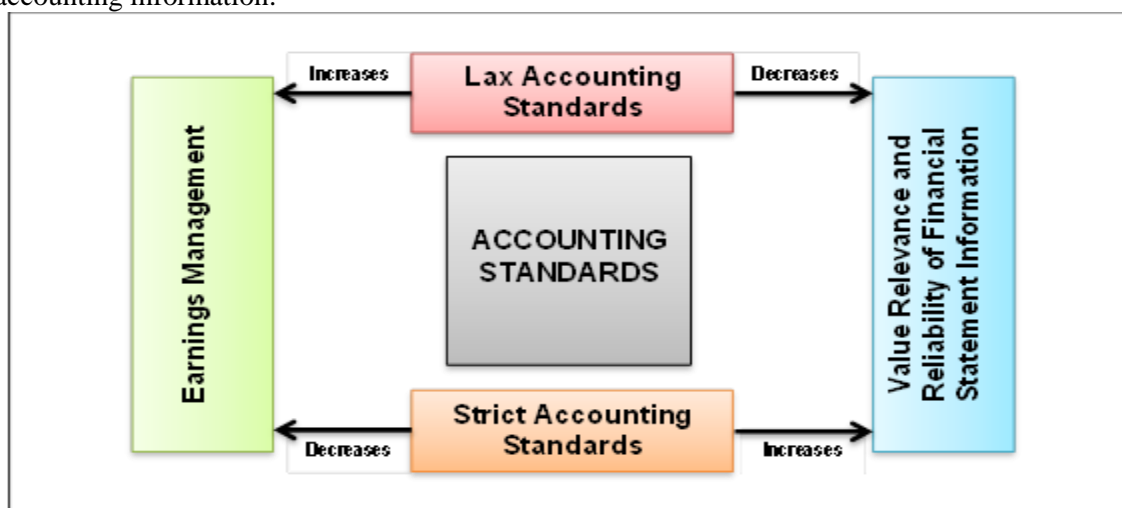 accounting information.
Increases
Lax Accounting
Standards
Decreases
Earnings Management
ACCOUNTING
STANDARDS
Value Relevance and
Reliability of Financial
Statement Information
Strict Accounting
Standards
Decreases
Increases